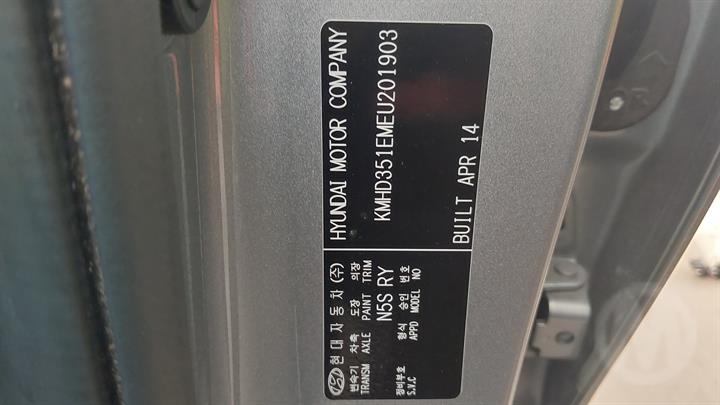 HYUNDAI MOTOR COMPANY
KMHD351EMEU201903
BUILT APR 14
현대자동차(주)
변속기 차축 도장 의장
TRANSM AXLE PAINT TRIM
N5S RY
형식 승인 번호
APPD MODEL NO
정비부호
S.V.C